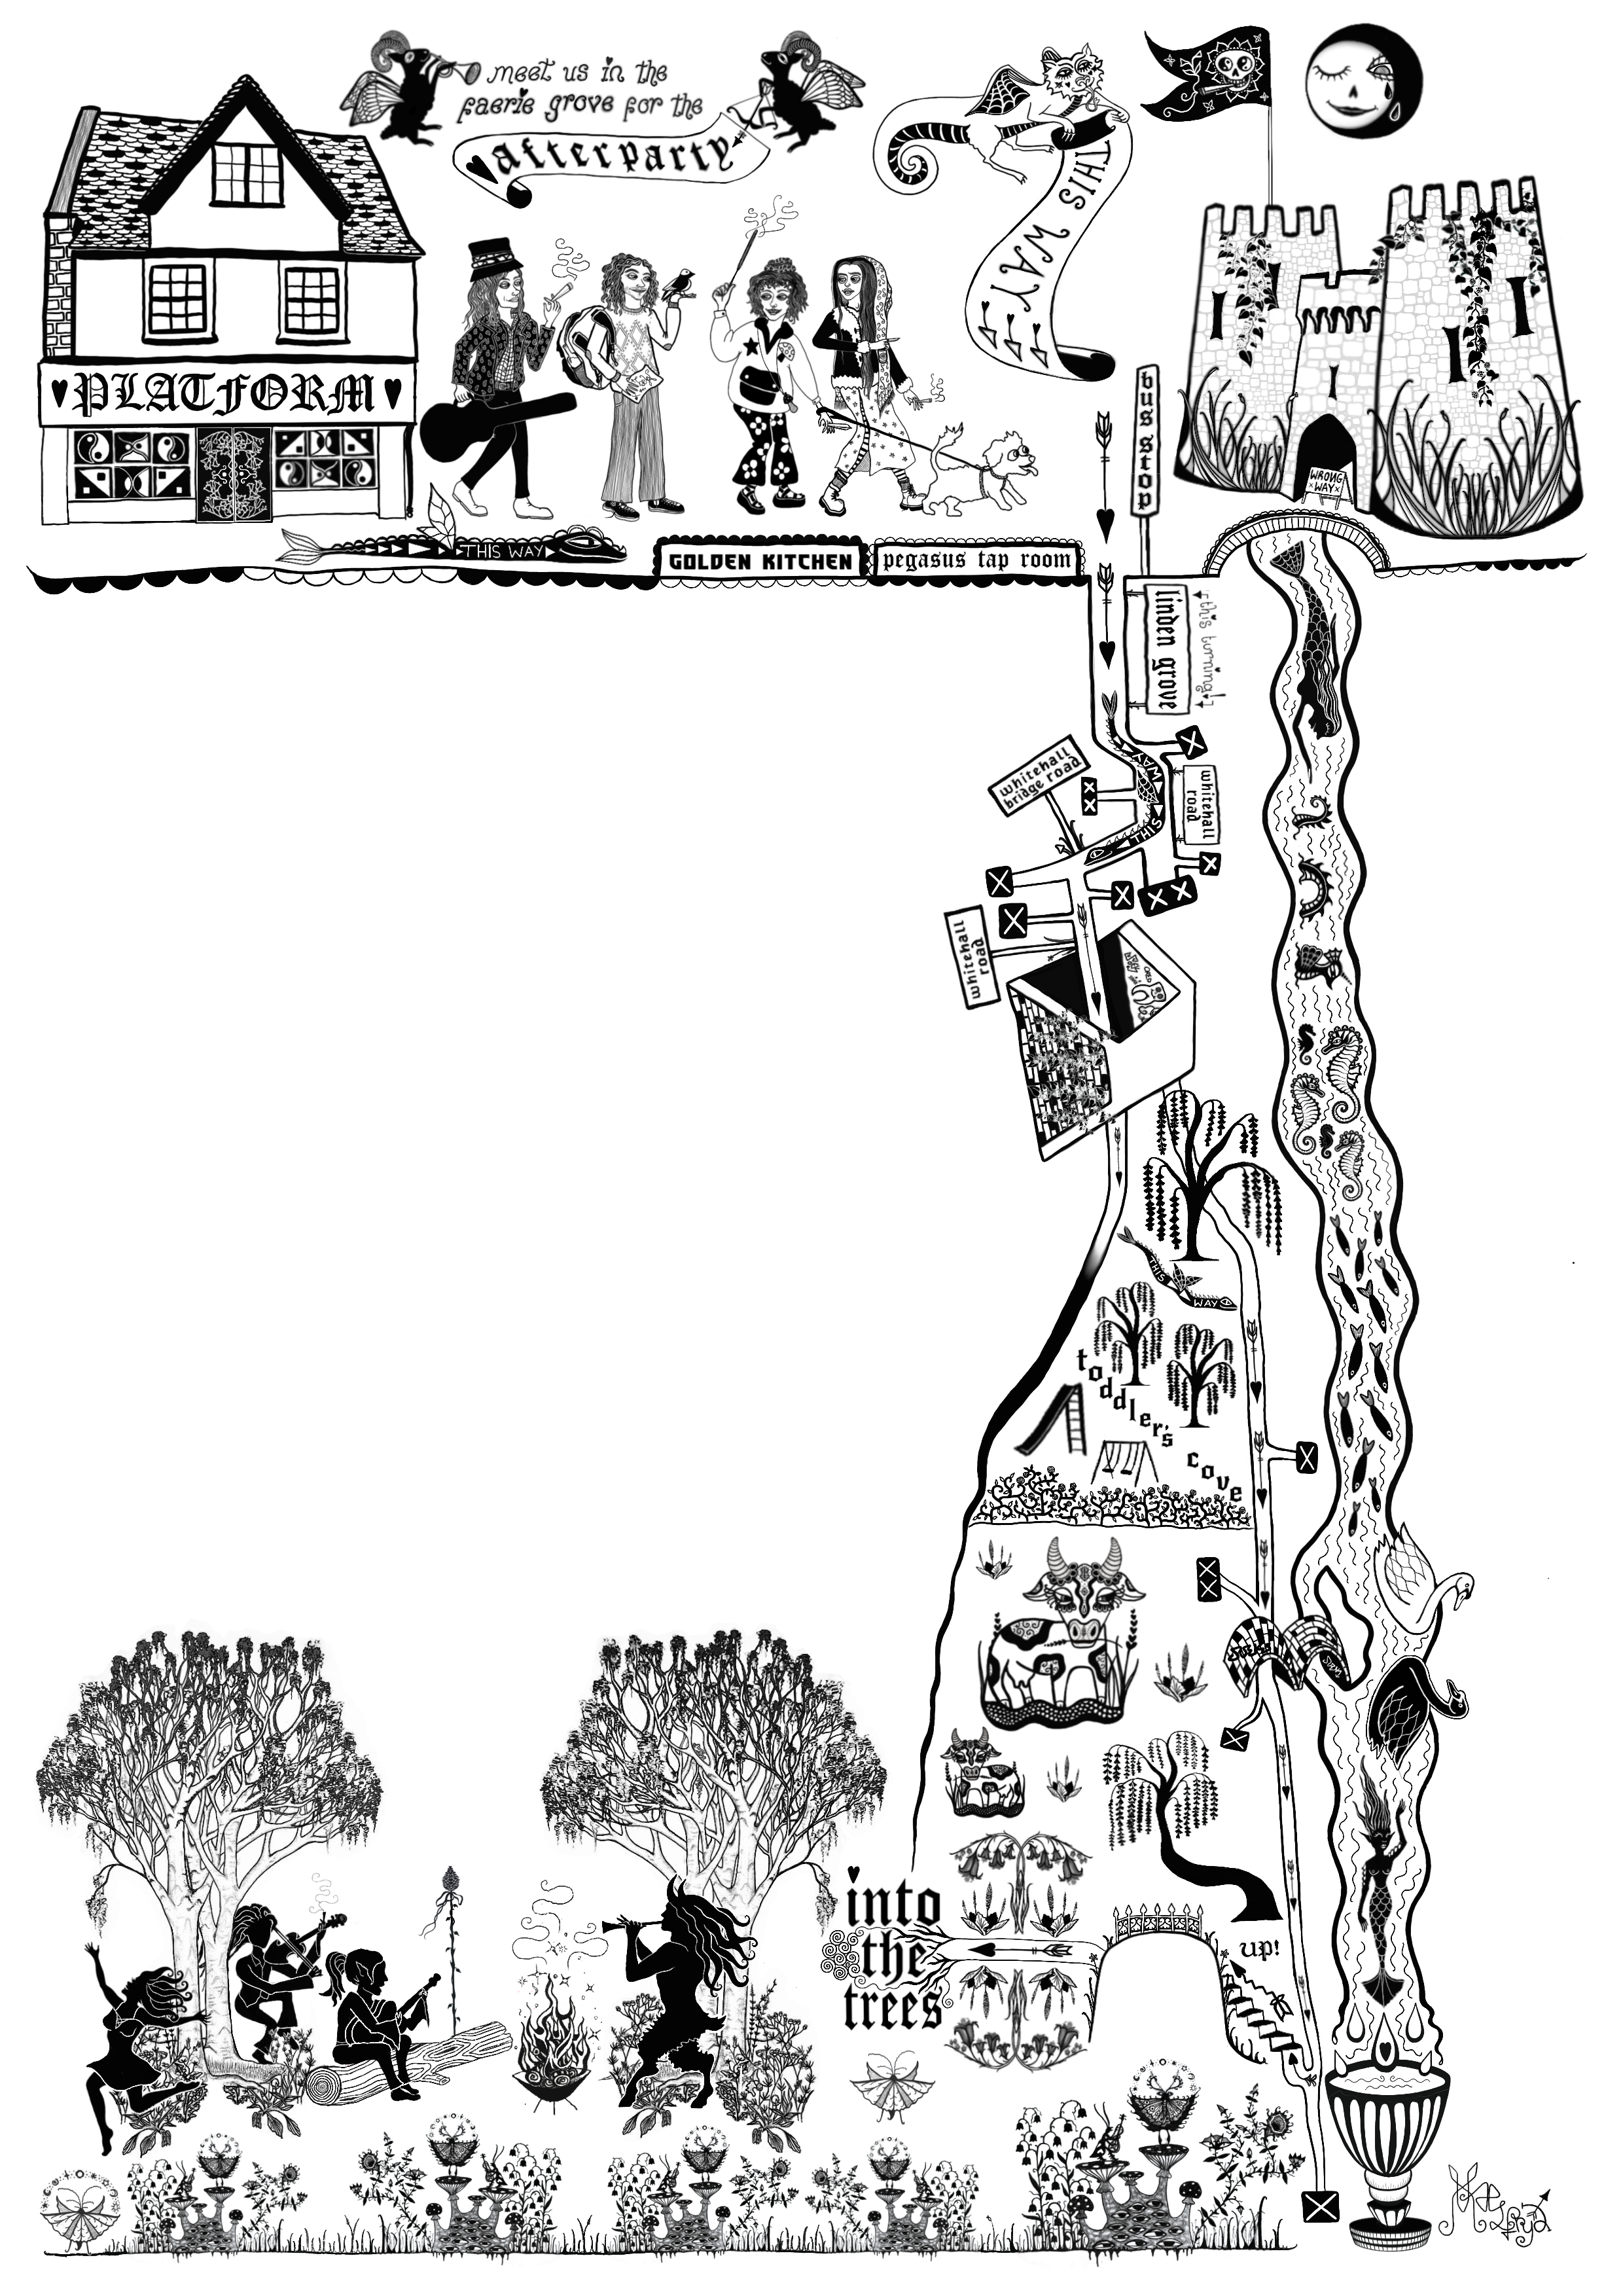 meet us in the
faerie grove for the
afterparty
THIS WAY
PLATFORM
WRONG
WAY
bus stop
THIS WAY
GOLDEN KITCHEN
pegasus tap room
linden grove
this turning!
whitehall
bridge road
THIS WAY
whitehall
road
whitehall
road
THIS WAY
toddler's
cove
into
the
trees
up!